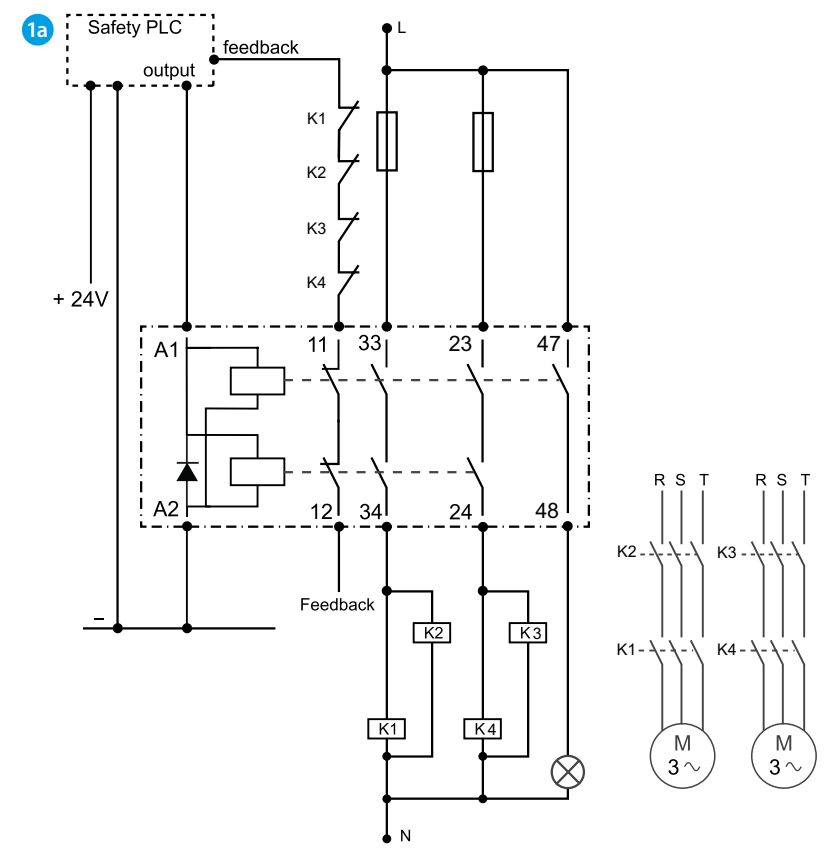 1a
Safety PLC
feedback
output
L
K1
K2
K3
K4
+ 24V
A1 11 33 23 47
A2 12 34 24 48
–
Feedback
K2 K3
K1 K4
N
R S T R S T
K2 K3
K1 K4
M M
3 ~ 3 ~